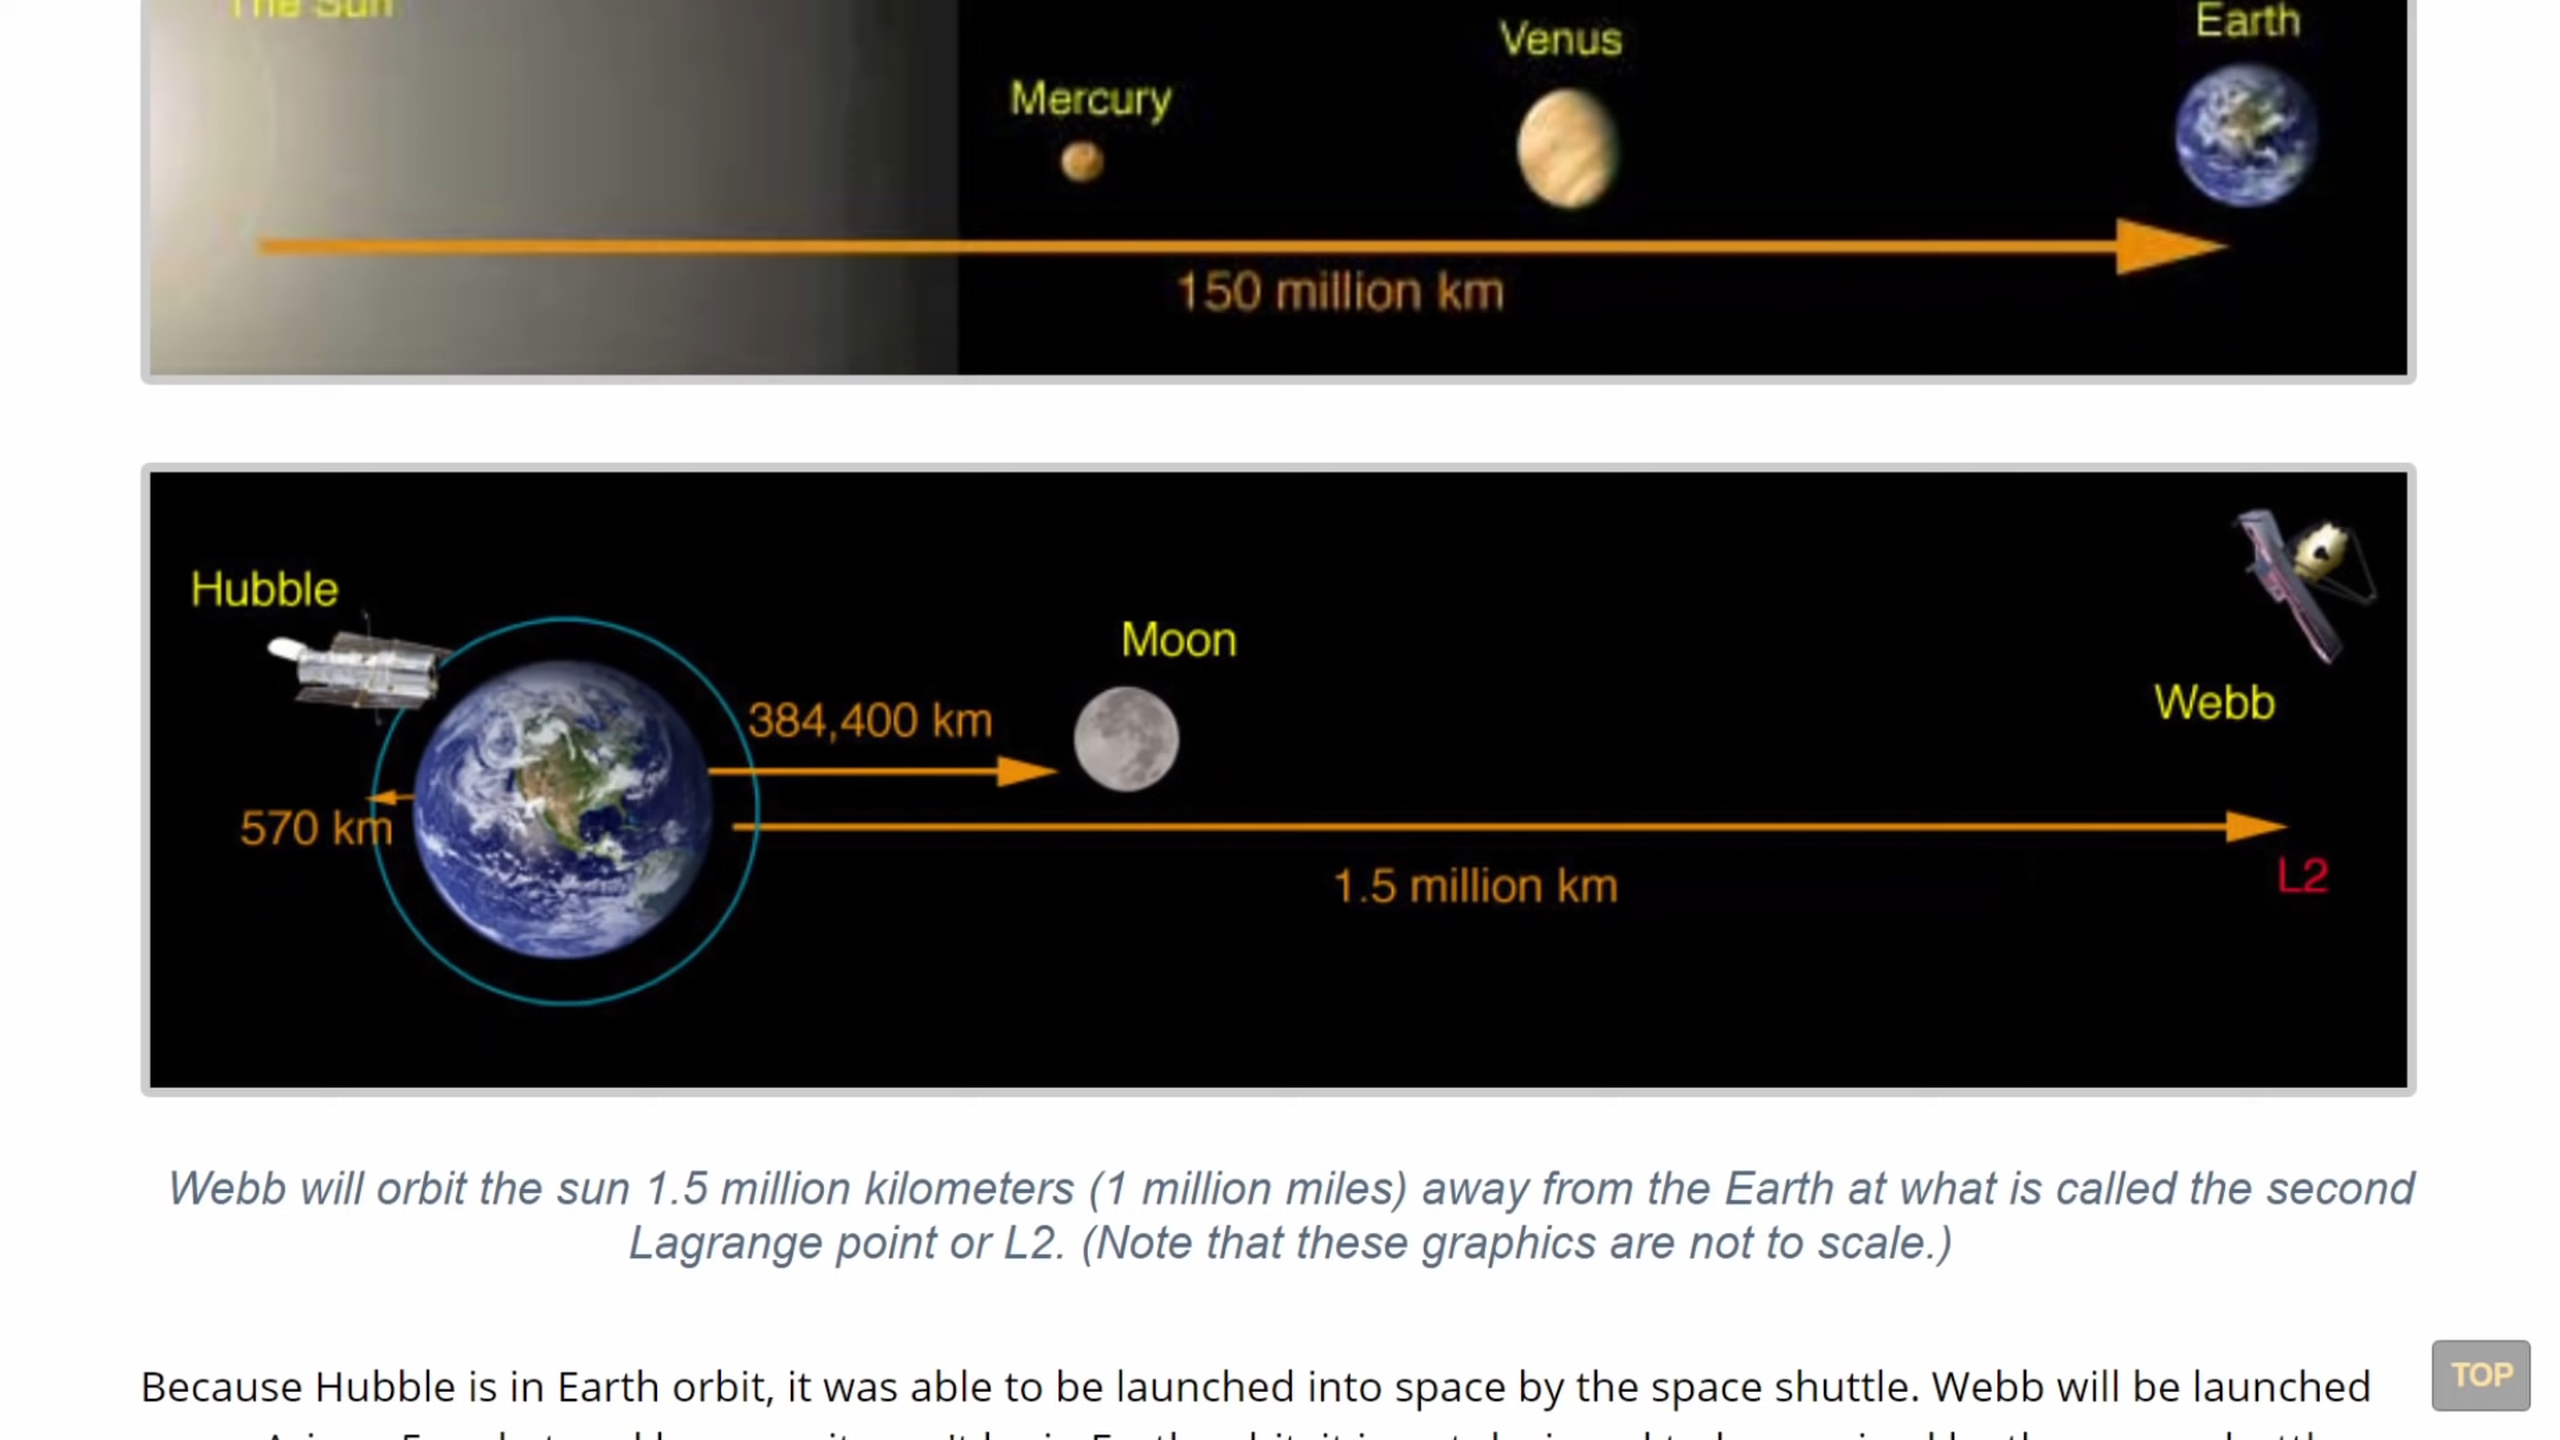 The Sun
Earth
Venus
Mercury
150 million km
Hubble
Moon
Webb
384,400 km
570 km
1.5 million km
L2
Webb will orbit the sun 1.5 million kilometers (1 million miles) away from the Earth at what is called the second
Lagrange point or L2. (Note that these graphics are not to scale.)
Because Hubble is in Earth orbit, it was able to be launched into space by the space shuttle. Webb will be launched
TOP